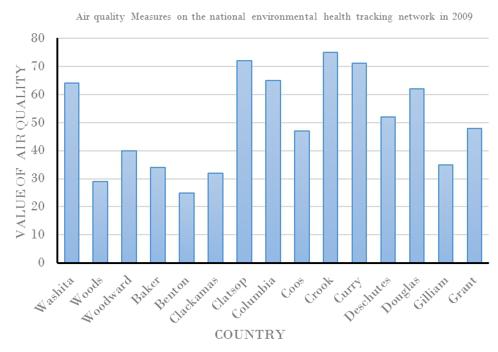 Air quality Measures on the national environmental health tracking network in 2009
80
70
60
50
40
30
20
10
0
VALUE OF AIR QUALITY
Washita
Woods
Woodward
Baker
Benton
Clackamas
Clatsop
Columbia
Coos
Crook
Curry
Deschutes
Douglas
Gilliam
Grant
COUNTRY